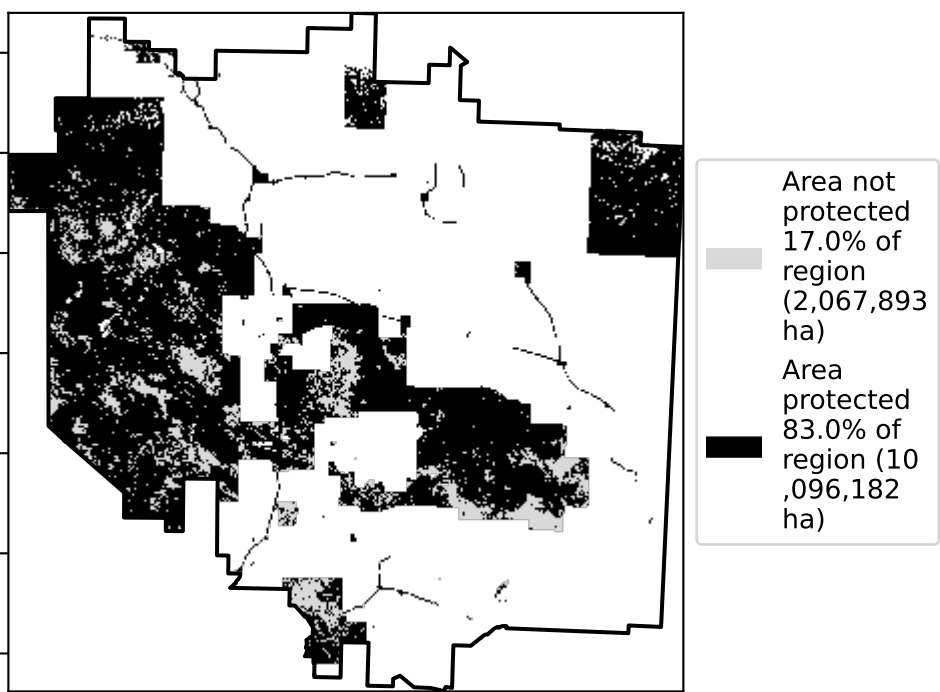 Area not
protected
17.0% of
region
(2,067,893
ha)
Area
protected
83.0% of
region (10
,096,182
ha)